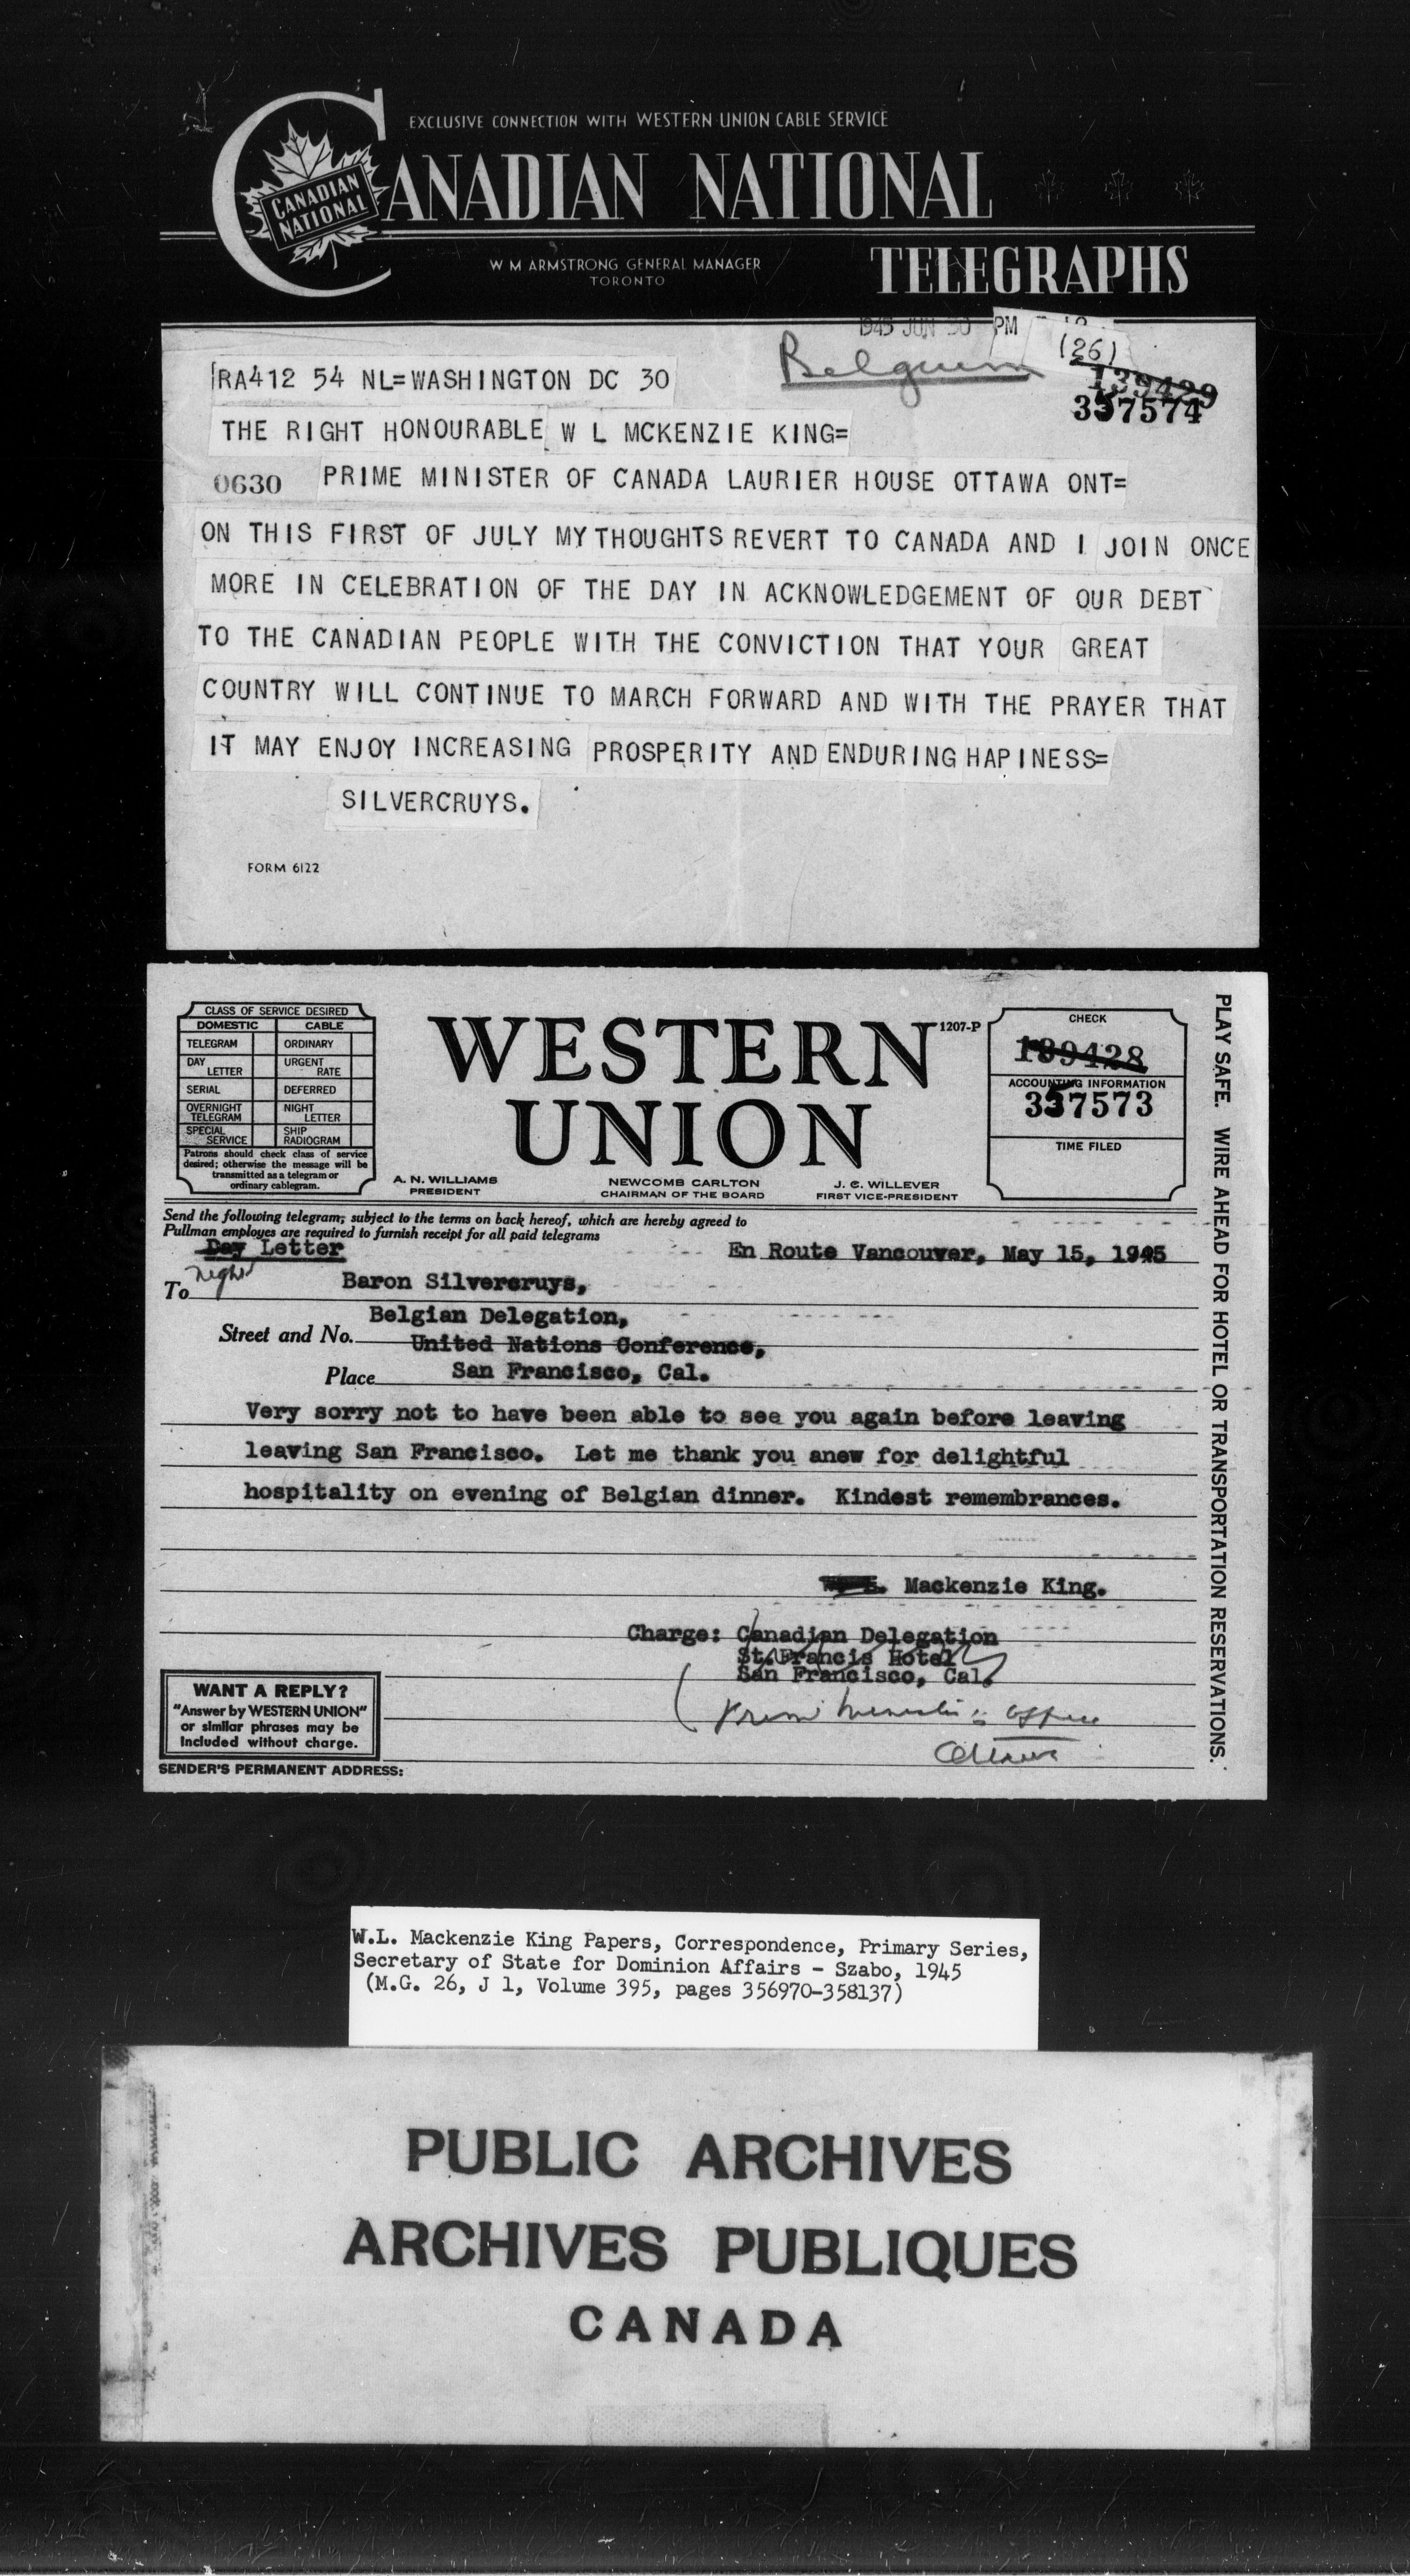 EXCLUSIVE CONNECTION WITH WESTERN UNION CABLE SERVICE
CANADIAN NATIONAL
CANADIAN
NATIONAL
W M ARMSTRONG GENERAL MANAGER
TORONTO
TELEGRAPHS
1945 JUN 30 PM
Belgium
(26)
139429
357574
RA412 54 NL=WASHINGTON DC 30
THE RIGHT HONOURABLE W L MCKENZIE KING=
0630 PRIME MINISTER OF CANADA LAURIER HOUSE OTTAWA ONT=
ON THIS FIRST OF JULY MY THOUGHTS REVERT TO CANADA AND I JOIN ONCE
MORE IN CELEBRATION OF THE DAY IN ACKNOWLEDGEMENT OF OUR DEBT
TO THE CANADIAN PEOPLE WITH THE CONVICTION THAT YOUR GREAT
COUNTRY WILL CONTINUE TO MARCH FORWARD AND WITH THE PRAYER THAT
IT MAY ENJOY INCREASING PROSPERITY AND ENDURING HAPINESS=
SILVERCRUYS.
FORM 6122
CLASS OF SERVICE DESIRED
DOMESTIC CABLE
TELEGRAM ORDINARY
DAY LETTER URGENT RATE
SERIAL DEFERRED
OVERNIGHT TELEGRAM NIGHT LETTER
SPECIAL SERVICE SHIP RADIOGRAM
Patrons should check class of service
desired; otherwise the message will be
transmitted as a telegram or
ordinary cablegram.
WESTERN
UNION
1207-P
A. N. WILLIAMS
PRESIDENT
NEWCOMB CARLTON
CHAIRMAN OF THE BOARD
J. C. WILLEVER
FIRST VICE-PRESIDENT
CHECK
139428
ACCOUNTING INFORMATION
357573
TIME FILED
Send the following telegram, subject to the terms on back hereof, which are hereby agreed to
Pullman employes are required to furnish receipt for all paid telegrams
Day Letter En Route Vancouver, May 15, 1945
night
To Baron Silvercruys,
Belgian Delegation,
Street and No. United Nations Conference,
Place San Francisco, Cal.
Very sorry not to have been able to see you again before leaving
leaving San Francisco. Let me thank you anew for delightful
hospitality on evening of Belgian dinner. Kindest remembrances.
Mackenzie King.
Charge: Canadian Delegation
St. Francis Hotel
San Francisco, Cal.
Prime Minister's Office
Ottawa
WANT A REPLY?
"Answer by WESTERN UNION"
or similar phrases may be
included without charge.
SENDER'S PERMANENT ADDRESS:
PLAY SAFE. WIRE AHEAD FOR HOTEL OR TRANSPORTATION RESERVATIONS.
W.L. Mackenzie King Papers, Correspondence, Primary Series,
Secretary of State for Dominion Affairs - Szabo, 1945
(M.G. 26, J 1, Volume 395, pages 356970-358137)
PUBLIC ARCHIVES
ARCHIVES PUBLIQUES
CANADA